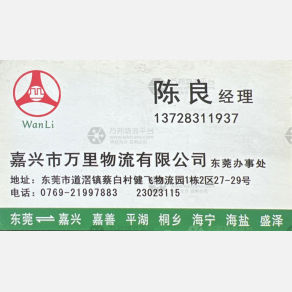 WanLi
陈良 经理
13728311937
嘉兴市万里物流有限公司 东莞办事处
地址：东莞市道滘镇蔡白村健飞物流园1栋2区27-29号
电话：0769-21997883 23023115
东莞⇌嘉兴 嘉善 平湖 桐乡 海宁 海盐 盛泽